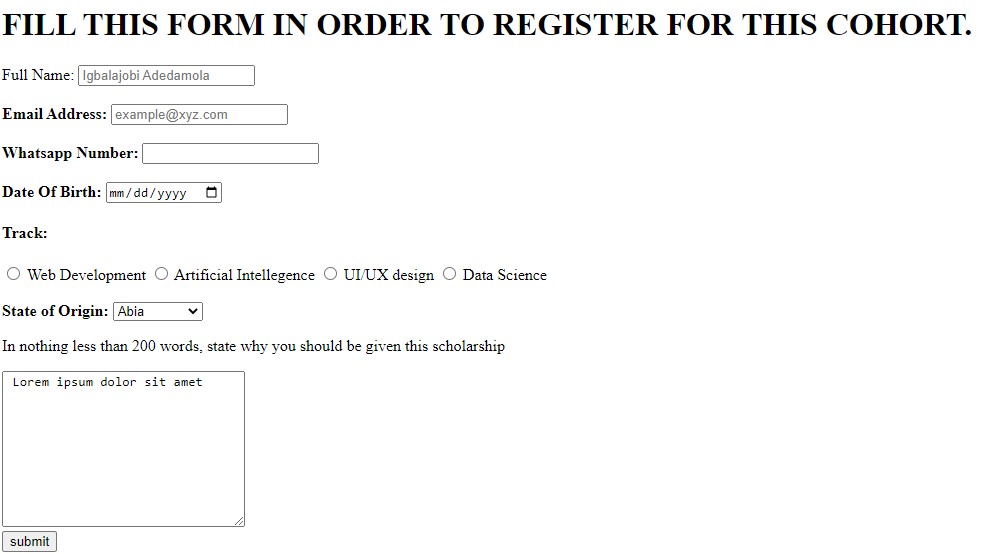 FILL THIS FORM IN ORDER TO REGISTER FOR THIS COHORT.
Full Name: Igbalajobi Adedamola
Email Address: example@xyz.com
Whatsapp Number:
Date Of Birth: mm/dd/yyyy
Track:
Web Development Artificial Intellegence UI/UX design Data Science
State of Origin: Abia
In nothing less than 200 words, state why you should be given this scholarship
Lorem ipsum dolor sit amet
submit